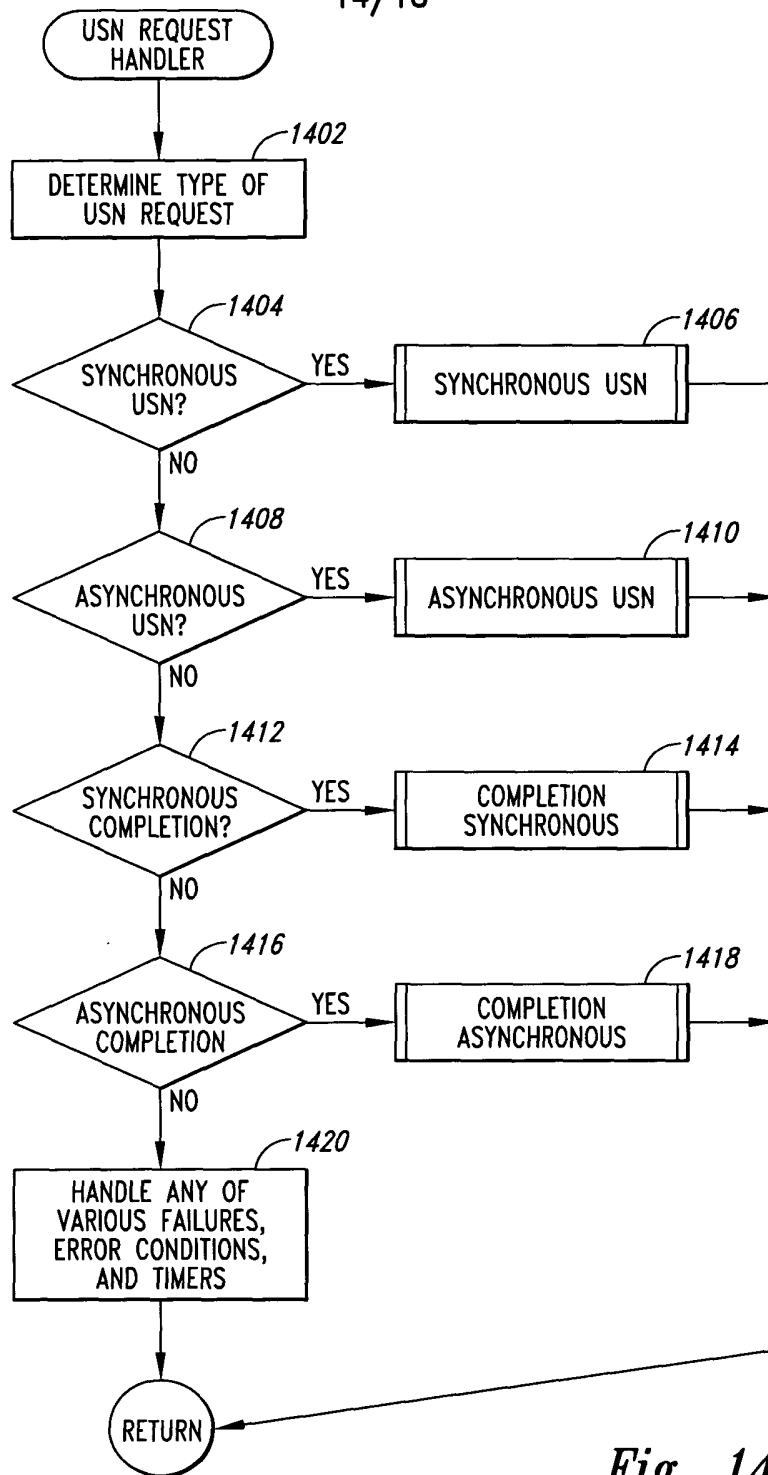 USN REQUEST
HANDLER
1402
DETERMINE TYPE OF
USN REQUEST
1404
SYNCHRONOUS
USN?
YES
1406
SYNCHRONOUS USN
NO
1408
ASYNCHRONOUS
USN?
YES
1410
ASYNCHRONOUS USN
NO
1412
SYNCHRONOUS
COMPLETION?
YES
1414
COMPLETION
SYNCHRONOUS
NO
1416
ASYNCHRONOUS
COMPLETION
YES
1418
COMPLETION
ASYNCHRONOUS
NO
1420
HANDLE ANY OF
VARIOUS FAILURES,
ERROR CONDITIONS,
AND TIMERS
RETURN
Fig. 14